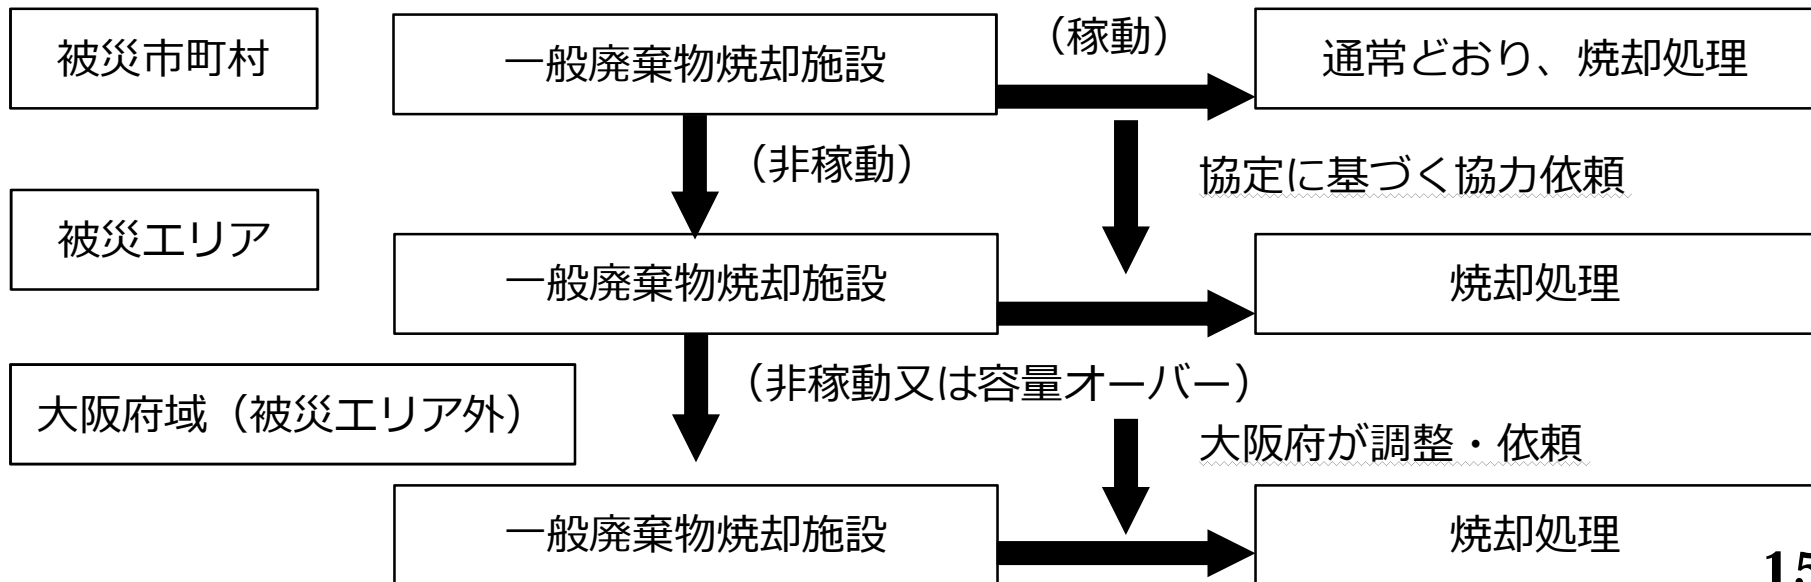 被災市町村
一般廃棄物焼却施設
（稼動）
通常どおり、焼却処理
（非稼動）
協定に基づく協力依頼
被災エリア
一般廃棄物焼却施設
焼却処理
（非稼動又は容量オーバー）
大阪府域（被災エリア外）
大阪府が調整・依頼
一般廃棄物焼却施設
焼却処理
15